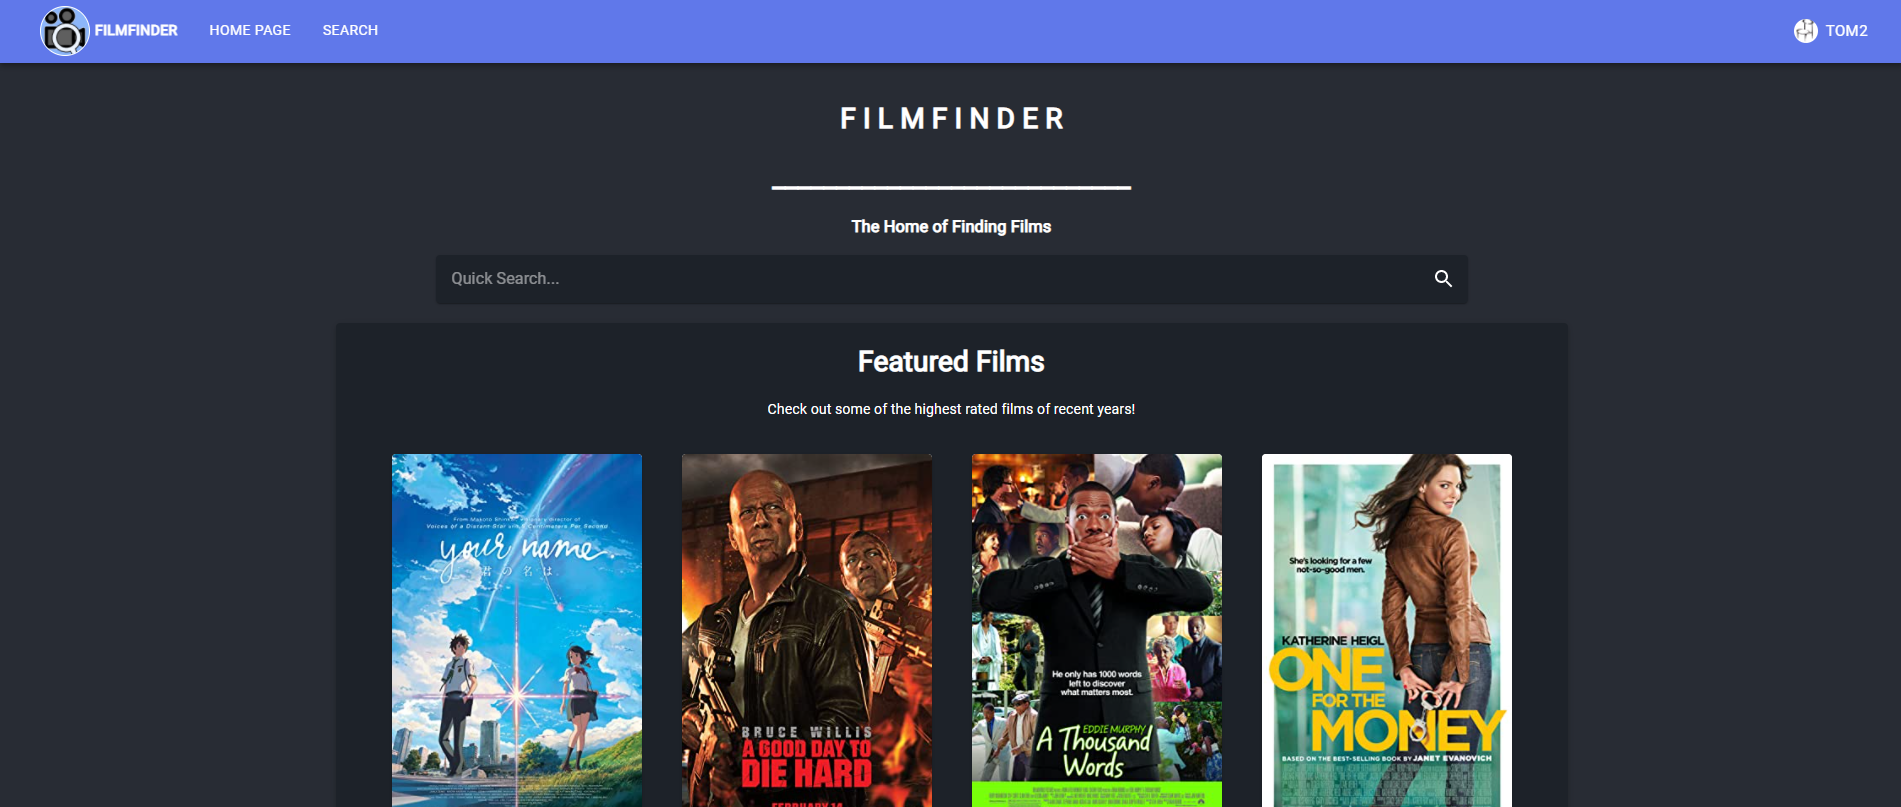 FILMFINDER HOME PAGE SEARCH TOM2
FILMFINDER
The Home of Finding Films
Quick Search...
Featured Films
Check out some of the highest rated films of recent years!
From Makoto Shinkai, director of
Voices of a Distant Star 5 Centimeters Per Second
your name.
君の名は
BRUCE WILLIS
A GOOD DAY TO
DIE HARD
FEBRUARY 14
He only has 1000 words
left to discover
what matters most.
EDDIE MURPHY
A Thousand
Words
She's looking for a few
not-so-good men.
KATHERINE HEIGL
ONE
FOR THE
MONEY
BASED ON THE BEST-SELLING BOOK BY JANET EVANOVICH